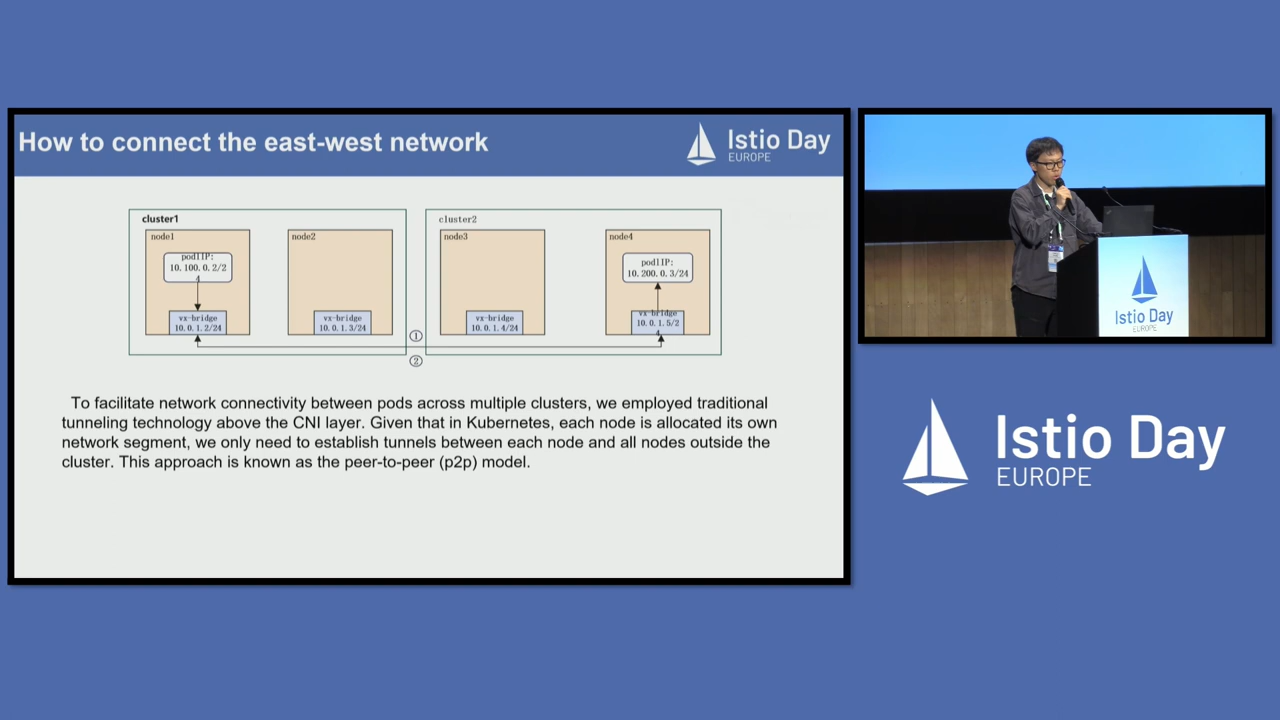 How to connect the east-west network
Istio Day
EUROPE
cluster1
node1
pod1IP:
10.100.0.2/2
4
vx-bridge
10.0.1.2/24
node2
vx-bridge
10.0.1.3/24
cluster2
node3
vx-bridge
10.0.1.4/24
node4
pod1IP:
10.200.0.3/24
vx-bridge
10.0.1.5/2
4
①
②
To facilitate network connectivity between pods across multiple clusters, we employed traditional
tunneling technology above the CNI layer. Given that in Kubernetes, each node is allocated its own
network segment, we only need to establish tunnels between each node and all nodes outside the
cluster. This approach is known as the peer-to-peer (p2p) model.
Istio Day
EUROPE
Istio Day
EUROPE